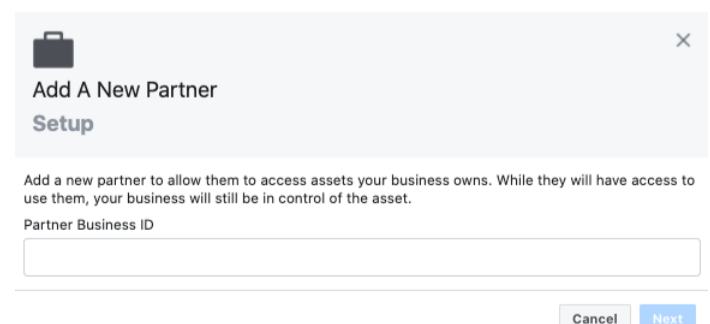 Add A New Partner
Setup
Add a new partner to allow them to access assets your business owns. While they will have access to
use them, your business will still be in control of the asset.
Partner Business ID
Cancel Next